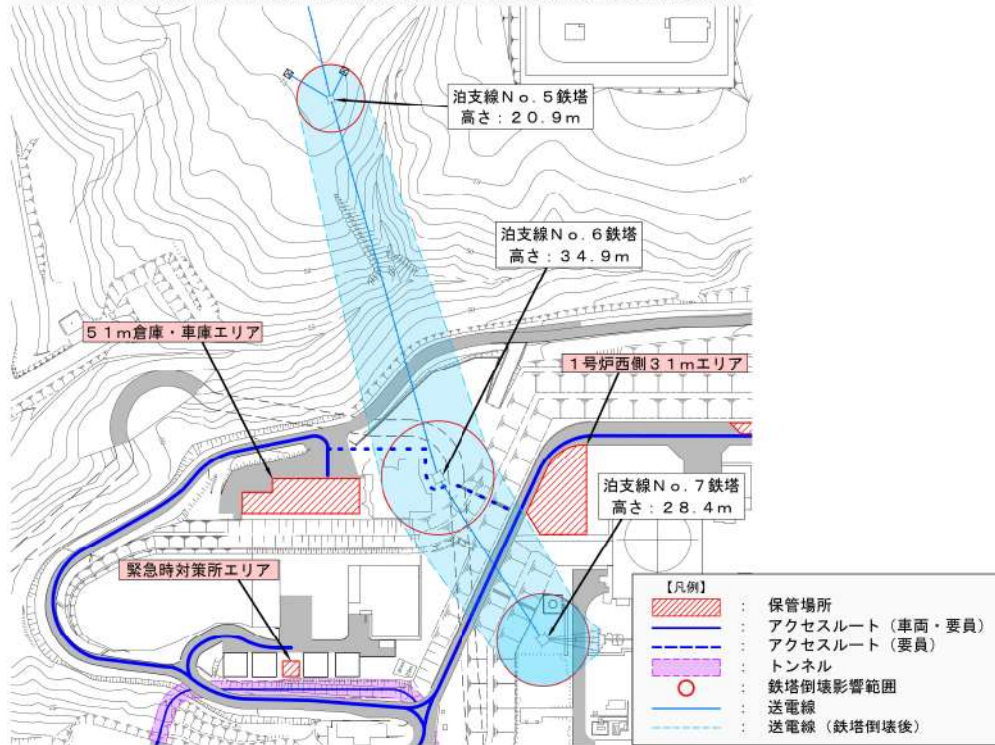 泊支線No.5鉄塔
高さ:20.9m
泊支線No.6鉄塔
高さ:34.9m
51m倉庫・車庫エリア
1号炉西側31mエリア
泊支線No.7鉄塔
高さ:28.4m
緊急時対策所エリア
【凡例】
: 保管場所
: アクセスルート(車両・要員)
: アクセスルート(要員)
: トンネル
: 鉄塔倒壊影響範囲
: 送電線
: 送電線(鉄塔倒壊後)